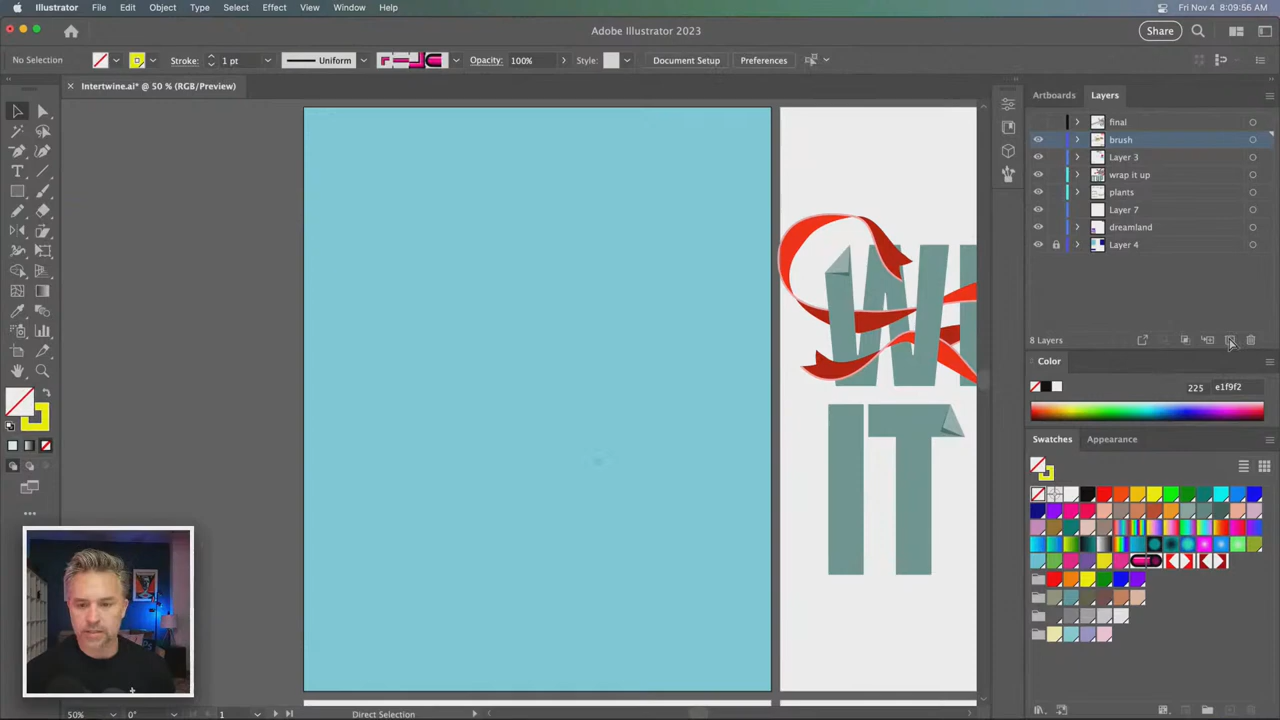 Illustrator File Edit Object Type Select Effect View Window Help Fri Nov 4 8:09:56 AM
Adobe Illustrator 2023 Share
No Selection Stroke: 1 pt Uniform Opacity: 100% Style: Document Setup Preferences
Intertwine.ai* @ 50 % (RGB/Preview)
Artboards Layers
final
brush
Layer 3
wrap it up
plants
Layer 7
dreamland
Layer 4
8 Layers
Color
225 e1f9f2
Swatches Appearance
W
IT
50% 0° 1 Direct Selection